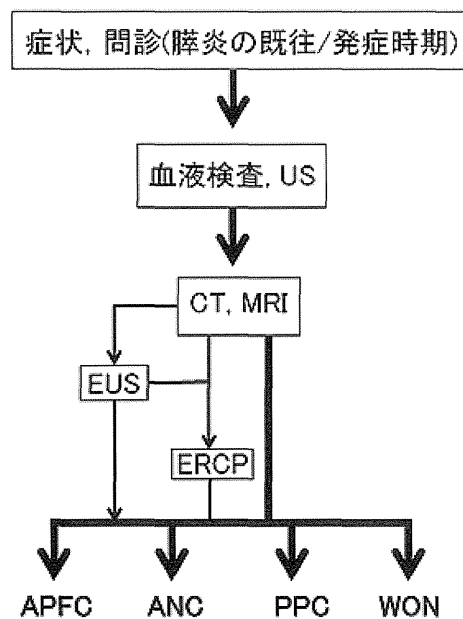 症状, 問診(膵炎の既往/発症時期)
血液検査, US
CT, MRI
EUS
ERCP
APFC ANC PPC WON